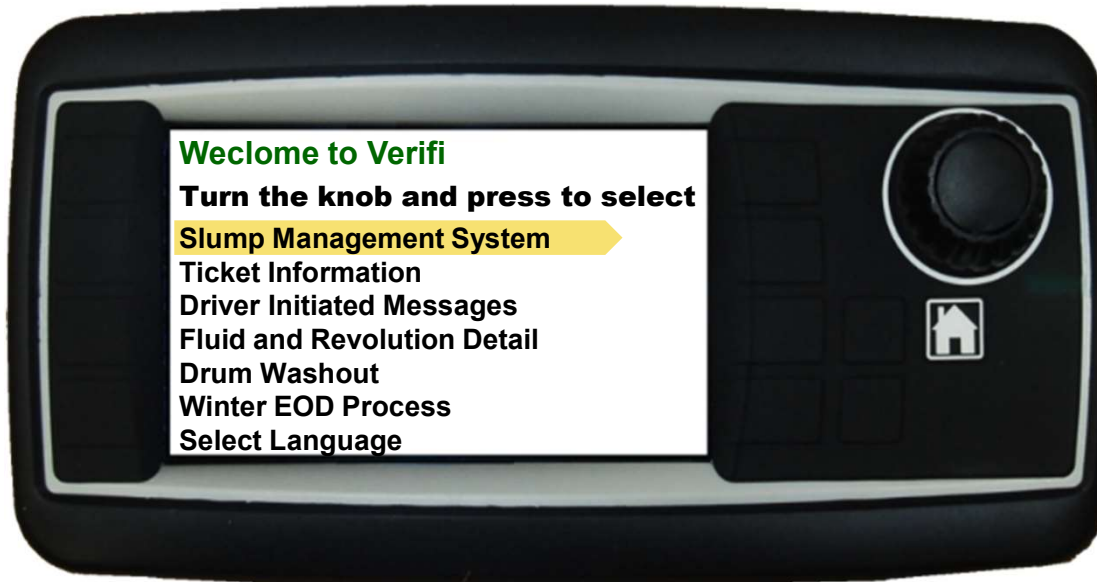 Weclome to Verifi
Turn the knob and press to select
Slump Management System
Ticket Information
Driver Initiated Messages
Fluid and Revolution Detail
Drum Washout
Winter EOD Process
Select Language